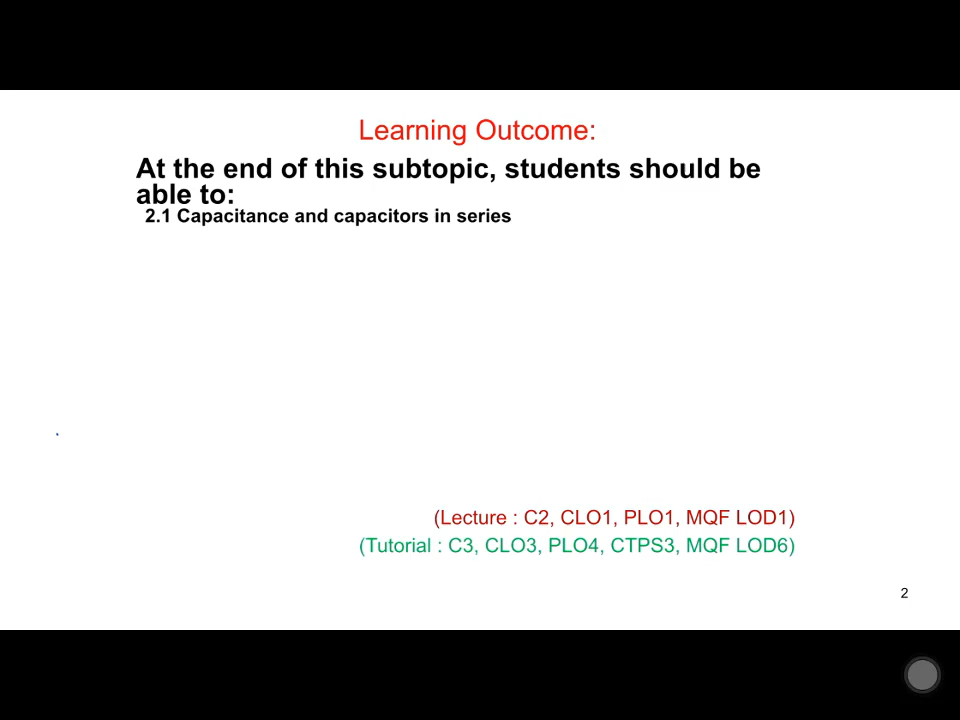 Learning Outcome:
At the end of this subtopic, students should be
able to:
2.1 Capacitance and capacitors in series
(Lecture : C2, CLO1, PLO1, MQF LOD1)
(Tutorial : C3, CLO3, PLO4, CTPS3, MQF LOD6)
2